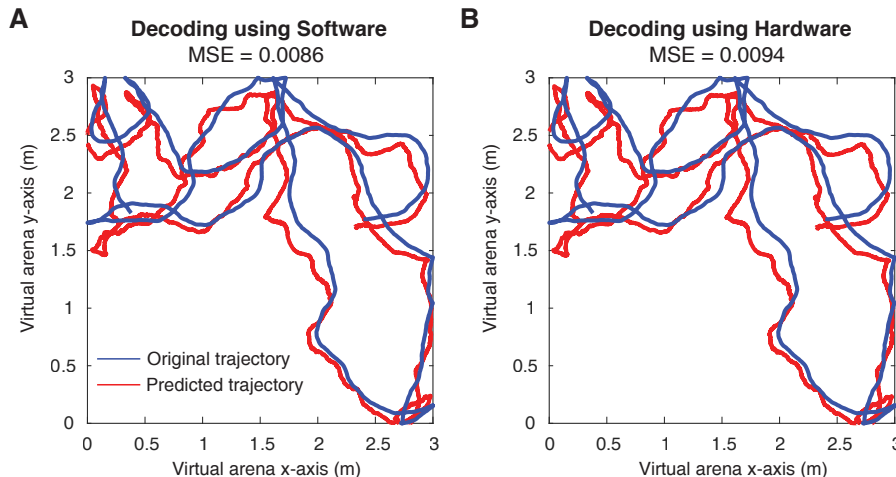 A
Decoding using Software
MSE = 0.0086
3
2.5
2
1.5
1
0.5
0
Virtual arena y-axis (m)
Original trajectory
Predicted trajectory
0 0.5 1 1.5 2 2.5 3
Virtual arena x-axis (m)
B
Decoding using Hardware
MSE = 0.0094
3
2.5
2
1.5
1
0.5
0
Virtual arena y-axis (m)
0 0.5 1 1.5 2 2.5 3
Virtual arena x-axis (m)